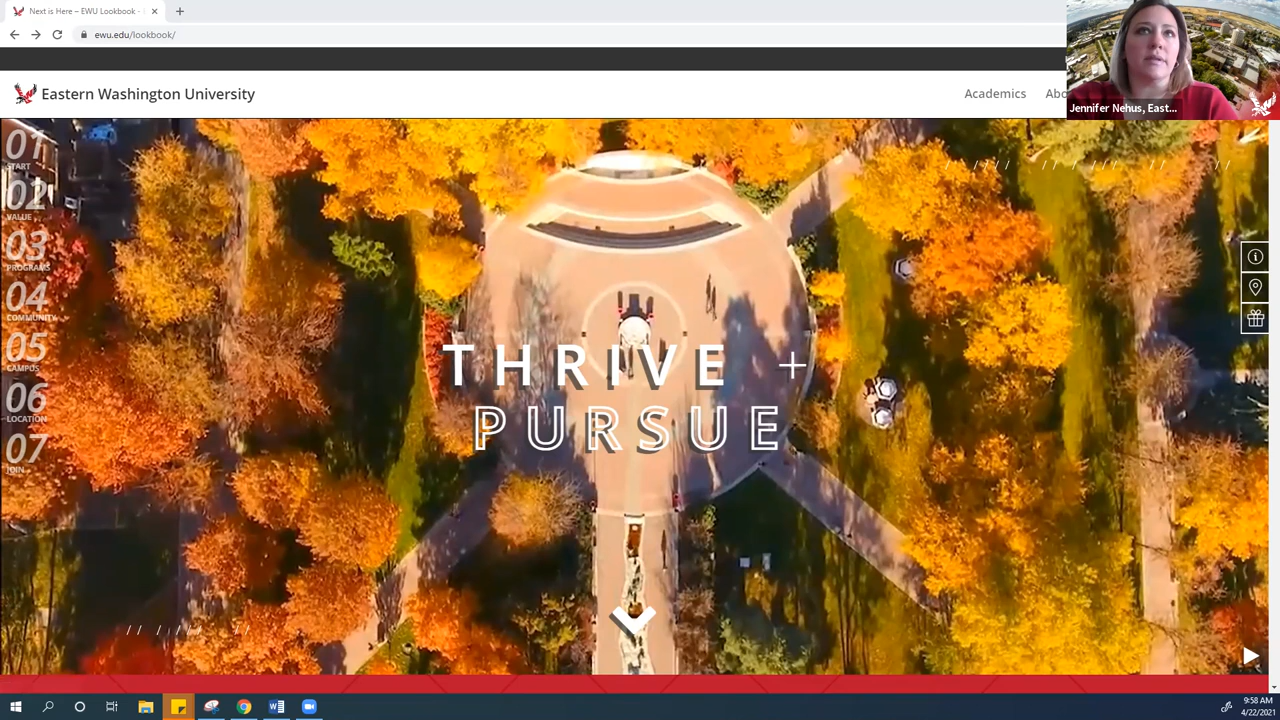 Next is Here – EWU Lookbook -
ewu.edu/lookbook/
Eastern Washington University
Academics
Abo
Jennifer Nehus, East...
01
START
02
VALUE
03
PROGRAMS
04
COMMUNITY
05
CAMPUS
06
LOCATION
07
JOIN
THRIVE +
PURSUE
9:58 AM
4/22/2021